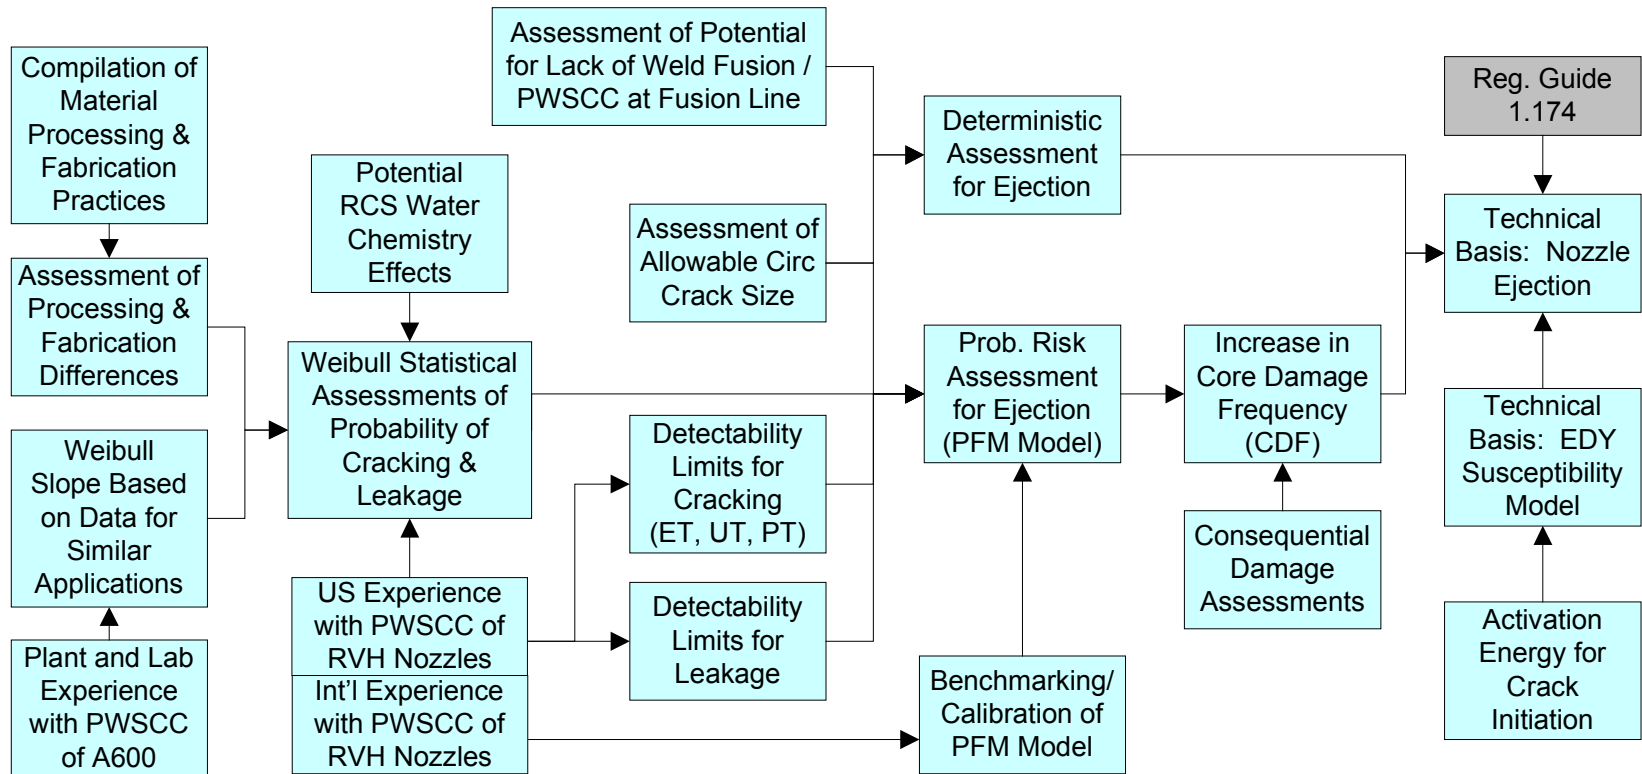 Compilation of
Material
Processing &
Fabrication
Practices
Assessment of
Processing &
Fabrication
Differences
Weibull
Slope Based
on Data for
Similar
Applications
Plant and Lab
Experience
with PWSCC
of A600
Potential
RCS Water
Chemistry
Effects
Weibull Statistical
Assessments of
Probability of
Cracking &
Leakage
US Experience
with PWSCC of
RVH Nozzles
Int'l Experience
with PWSCC of
RVH Nozzles
Assessment of Potential
for Lack of Weld Fusion /
PWSCC at Fusion Line
Assessment of
Allowable Circ
Crack Size
Detectability
Limits for
Cracking
(ET, UT, PT)
Detectability
Limits for
Leakage
Deterministic
Assessment
for Ejection
Prob. Risk
Assessment
for Ejection
(PFM Model)
Benchmarking/
Calibration of
PFM Model
Increase in
Core Damage
Frequency
(CDF)
Consequential
Damage
Assessments
Reg. Guide
1.174
Technical
Basis: Nozzle
Ejection
Technical
Basis: EDY
Susceptibility
Model
Activation
Energy for
Crack
Initiation